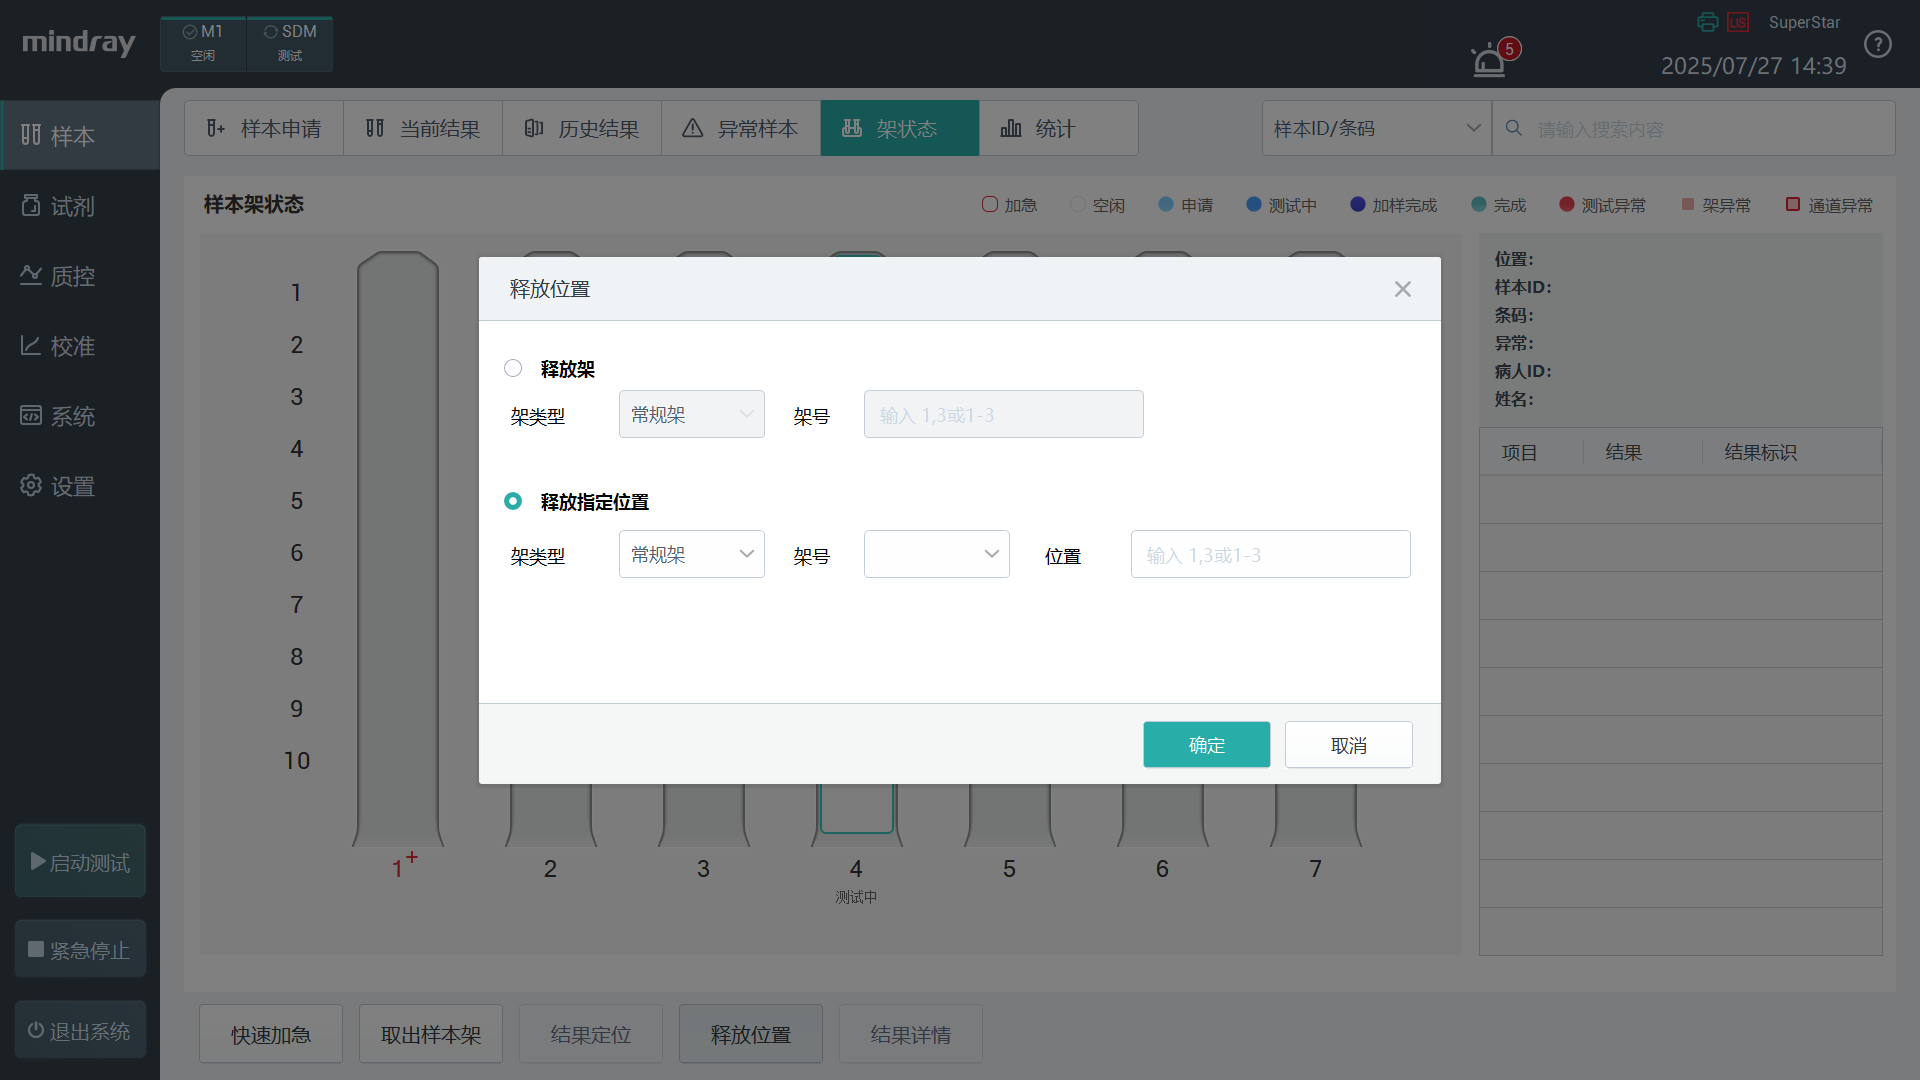 mindray
M1
空闲
SDM
测试
5
LIS
SuperStar
2025/07/27 14:39
?
样本
试剂
质控
校准
系统
设置
启动测试
紧急停止
退出系统
样本申请
当前结果
历史结果
异常样本
架状态
统计
样本ID/条码
请输入搜索内容
样本架状态
加急
空闲
申请
测试中
加样完成
完成
测试异常
架异常
通道异常
1
2
3
4
5
6
7
8
9
10
1+
2
3
4
5
6
7
测试中
位置:
样本ID:
条码:
异常:
病人ID:
姓名:
项目 结果 结果标识
释放位置
释放架
架类型 常规架 架号 输入 1,3或1-3
释放指定位置
架类型 常规架 架号 位置 输入 1,3或1-3
确定
取消
快速加急
取出样本架
结果定位
释放位置
结果详情